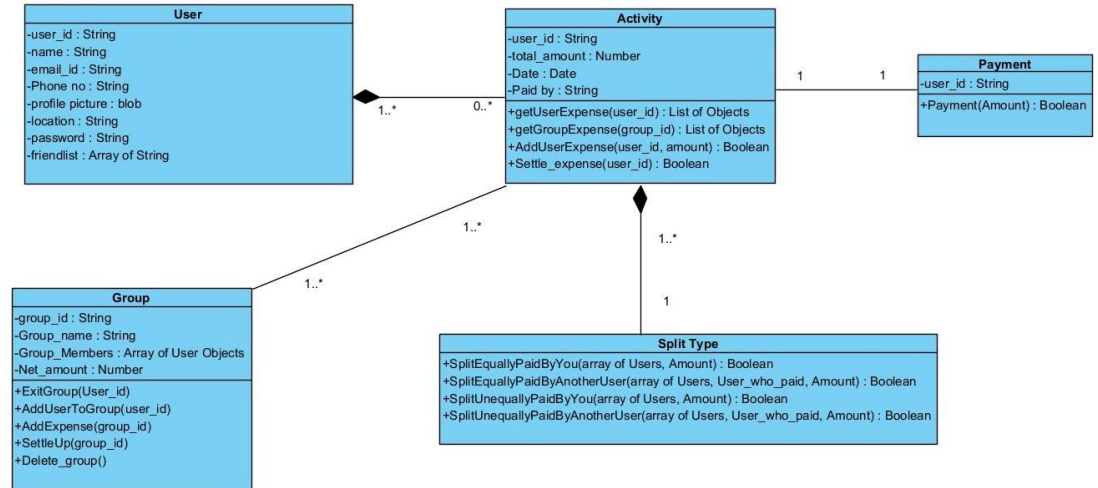 User
-user_id : String
-name : String
-email_id : String
-Phone no : String
-profile picture : blob
-location : String
-password : String
-friendlist : Array of String
1..*
0..*
Activity
-user_id : String
-total_amount : Number
-Date : Date
-Paid by : String
+getUserExpense(user_id) : List of Objects
+getGroupExpense(group_id) : List of Objects
+AddUserExpense(user_id, amount) : Boolean
+Settle_expense(user_id) : Boolean
1
1
Payment
-user_id : String
+Payment(Amount) : Boolean
1..*
1..*
1..*
1
Group
-group_id : String
-Group_name : String
-Group_Members : Array of User Objects
-Net_amount : Number
+ExitGroup(User_id)
+AddUserToGroup(user_id)
+AddExpense(group_id)
+SettleUp(group_id)
+Delete_group()
Split Type
+SplitEquallyPaidByYou(array of Users, Amount) : Boolean
+SplitEquallyPaidByAnotherUser(array of Users, User_who_paid, Amount) : Boolean
+SplitUnequallyPaidByYou(array of Users, Amount) : Boolean
+SplitUnequallyPaidByAnotherUser(array of Users, User_who_paid, Amount) : Boolean